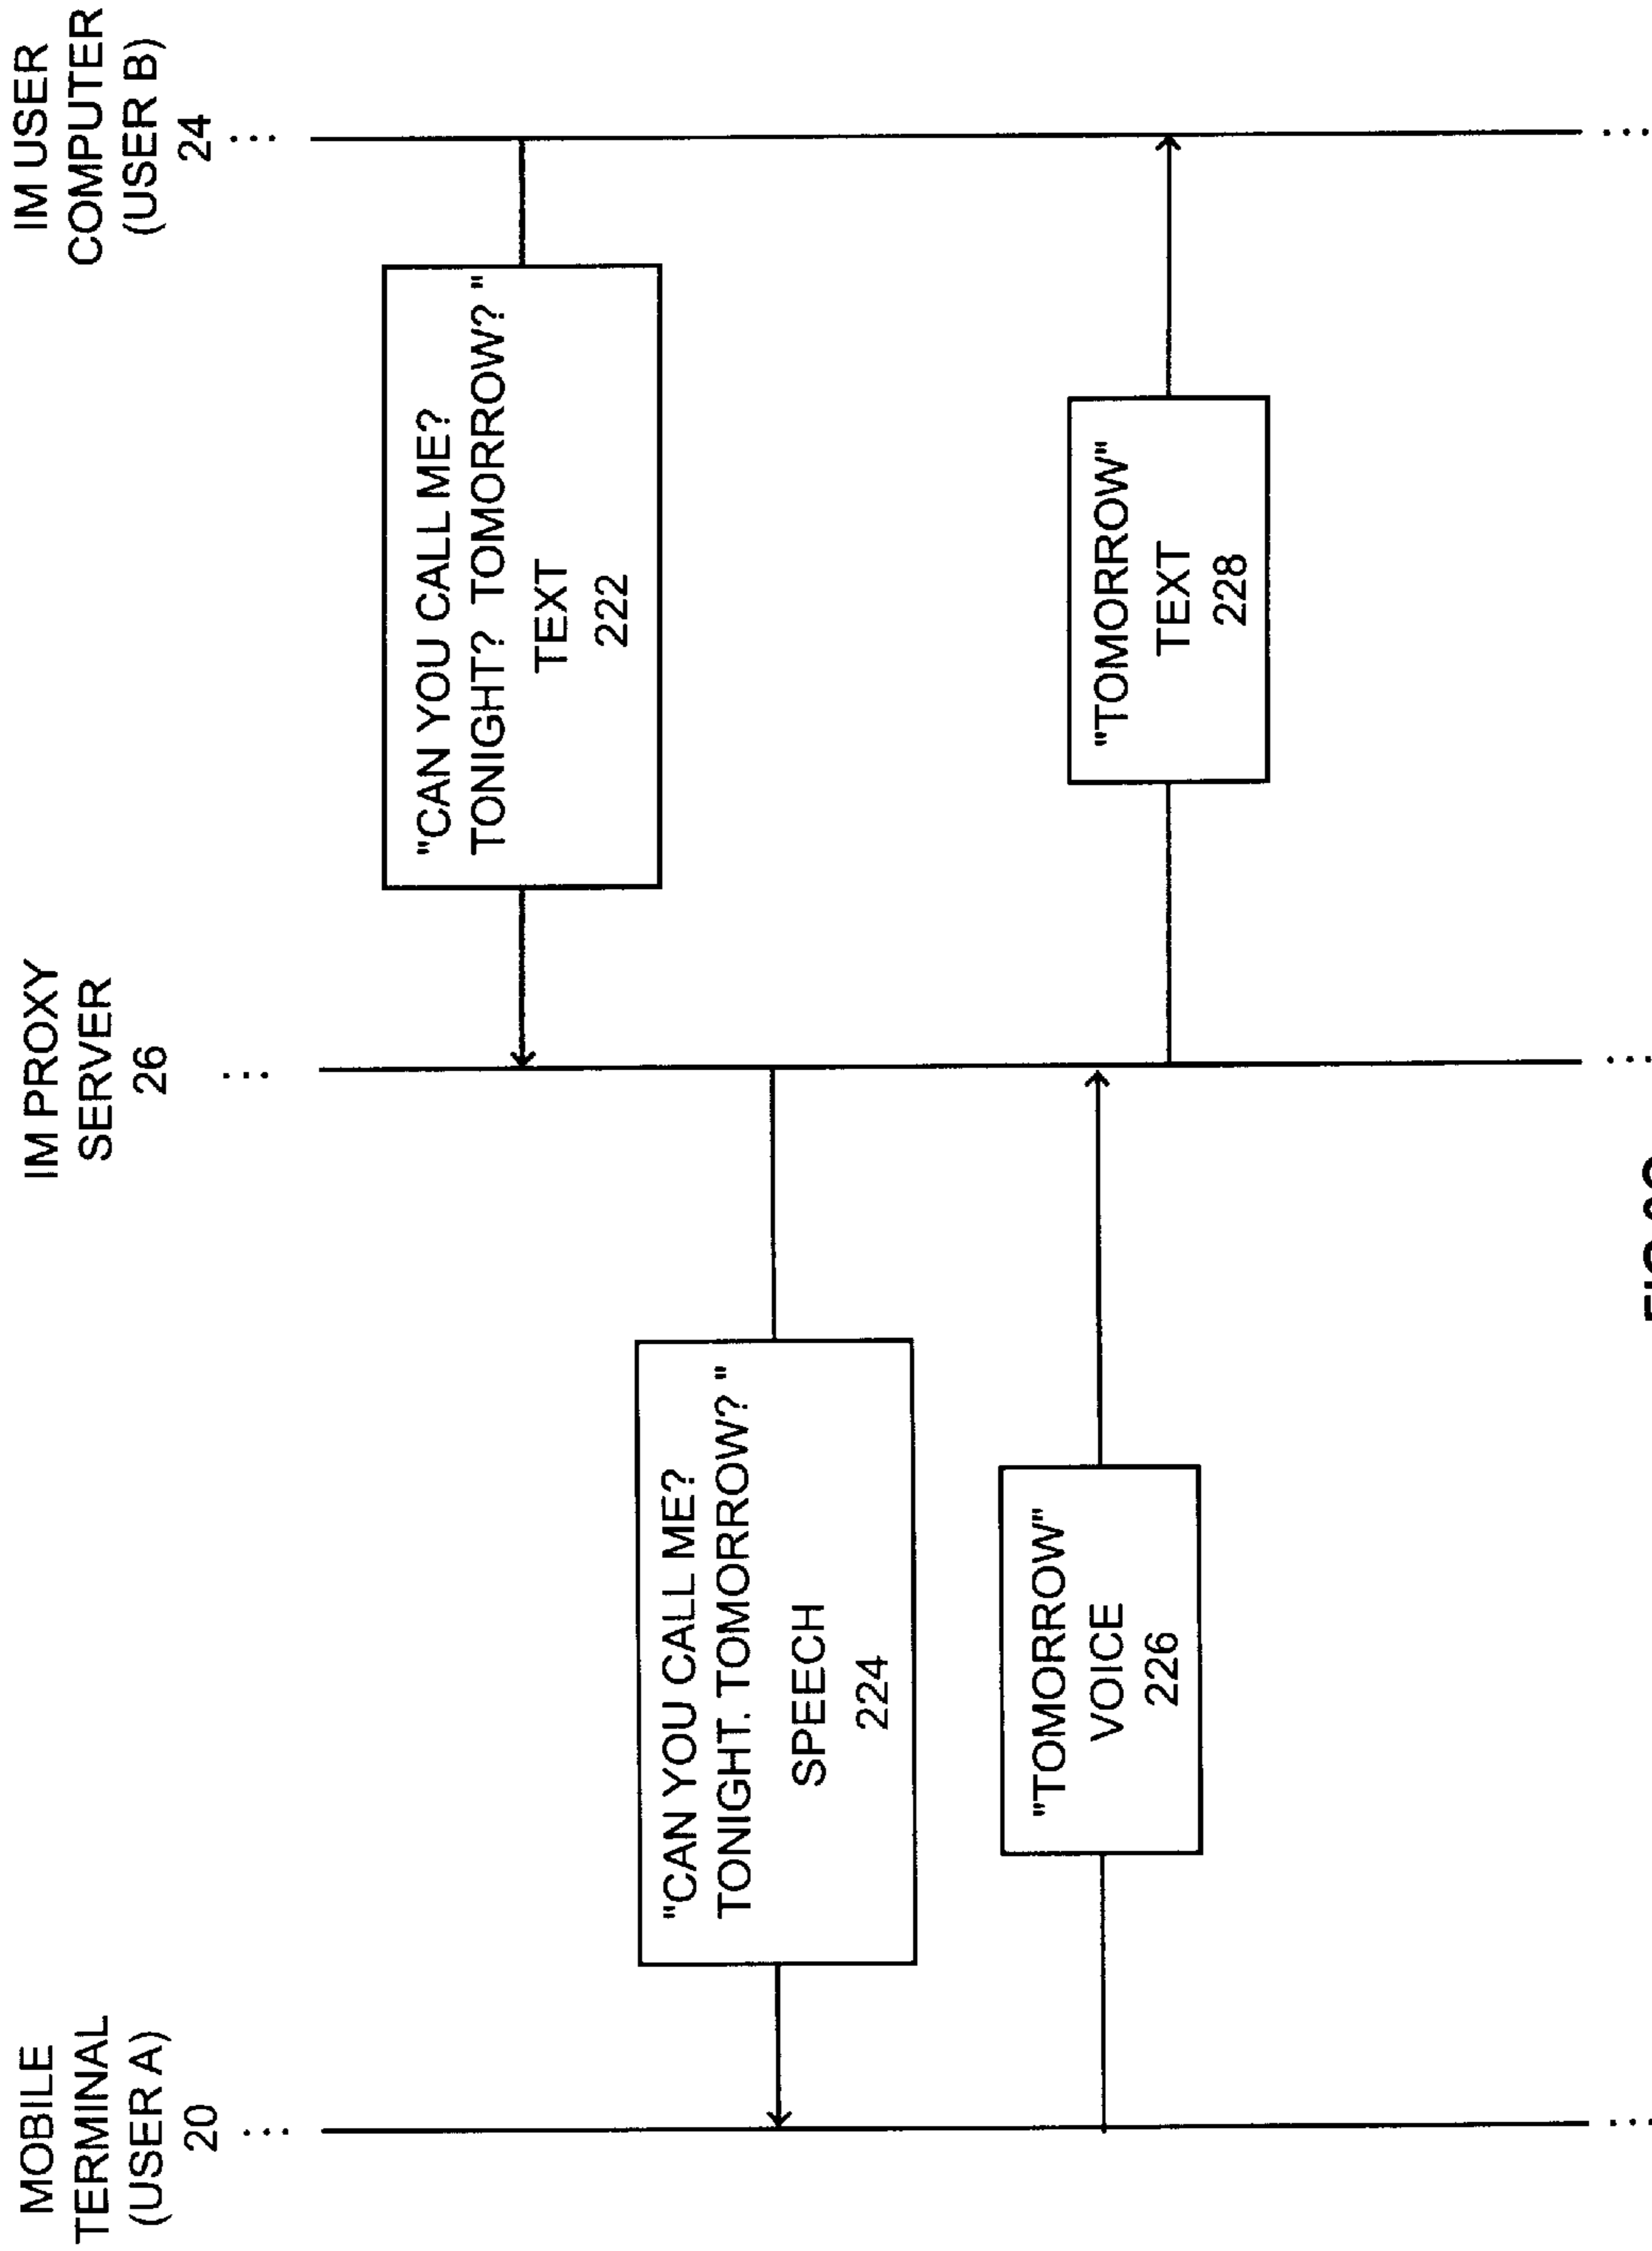 MOBILE
TERMINAL
(USER A)
20
IM PROXY
SERVER
26
IM USER
COMPUTER
(USER B)
24
"CAN YOU CALL ME?
TONIGHT? TOMORROW? "
TEXT
222
"CAN YOU CALL ME?
TONIGHT. TOMORROW? "
SPEECH
224
"TOMORROW"
VOICE
226
"TOMORROW"
TEXT
228